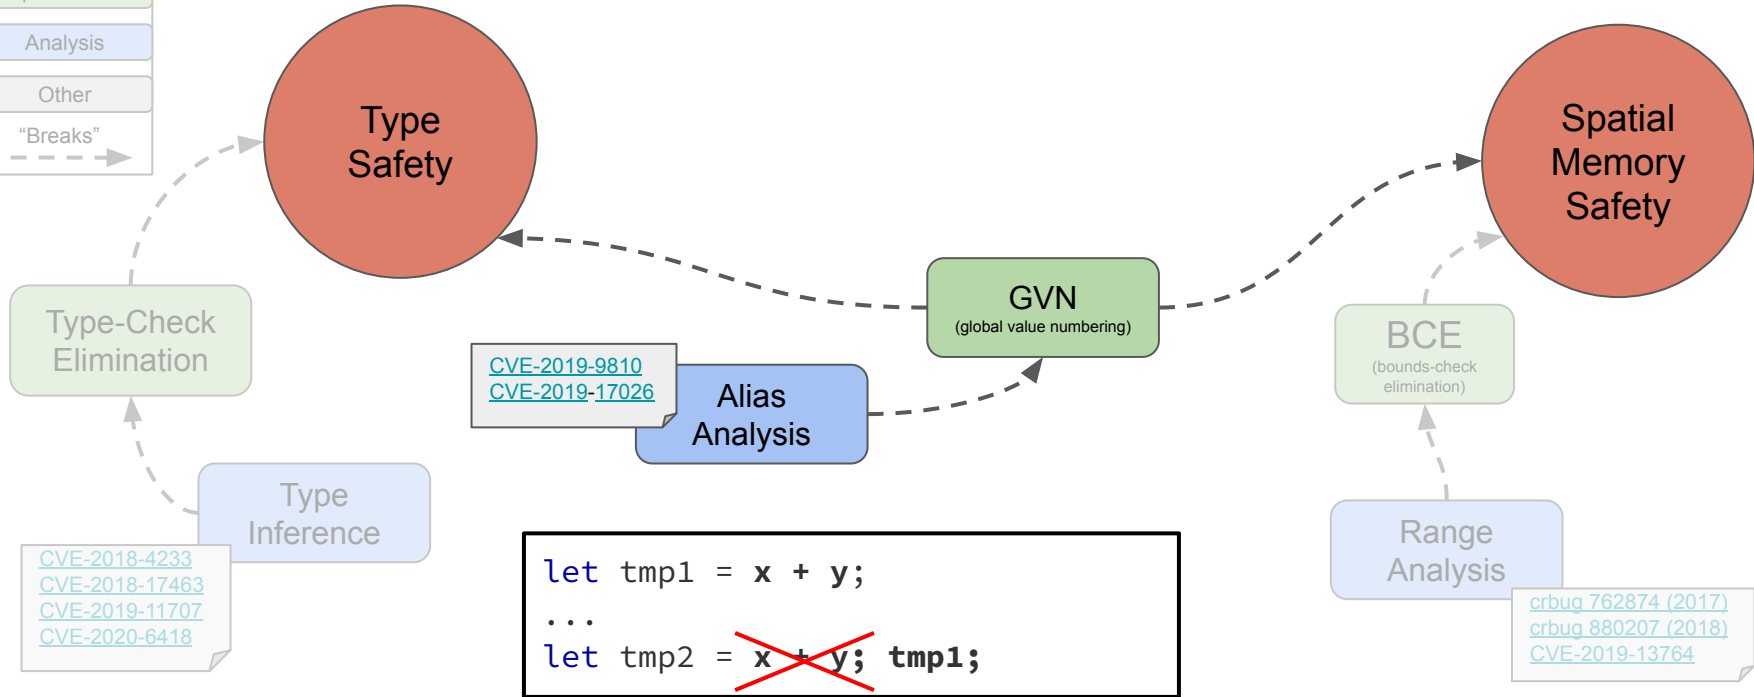 Analysis
Other
“Breaks”
Type
Safety
Spatial
Memory
Safety
GVN
(global value numbering)
Type-Check
Elimination
BCE
(bounds-check
elimination)
CVE-2019-9810
CVE-2019-17026
Alias
Analysis
Type
Inference
CVE-2018-4233
CVE-2018-17463
CVE-2019-11707
CVE-2020-6418
Range
Analysis
crbug 762874 (2017)
crbug 880207 (2018)
CVE-2019-13764
let tmp1 = x + y;
...
let tmp2 = x + y; tmp1;